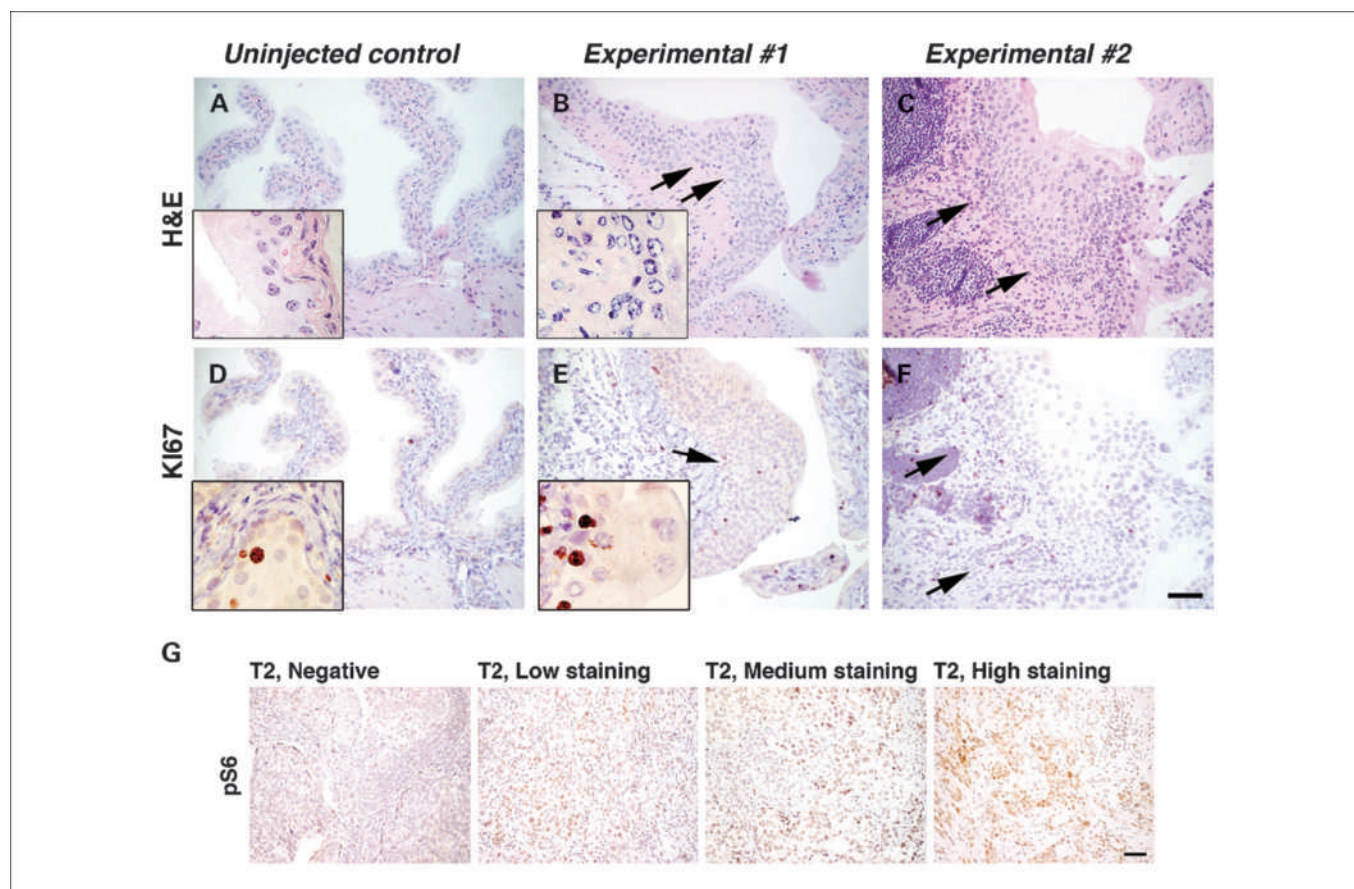 Uninjected control Experimental #1 Experimental #2
H&E
A B C
KI67
D E F
G
T2, Negative T2, Low staining T2, Medium staining T2, High staining
pS6